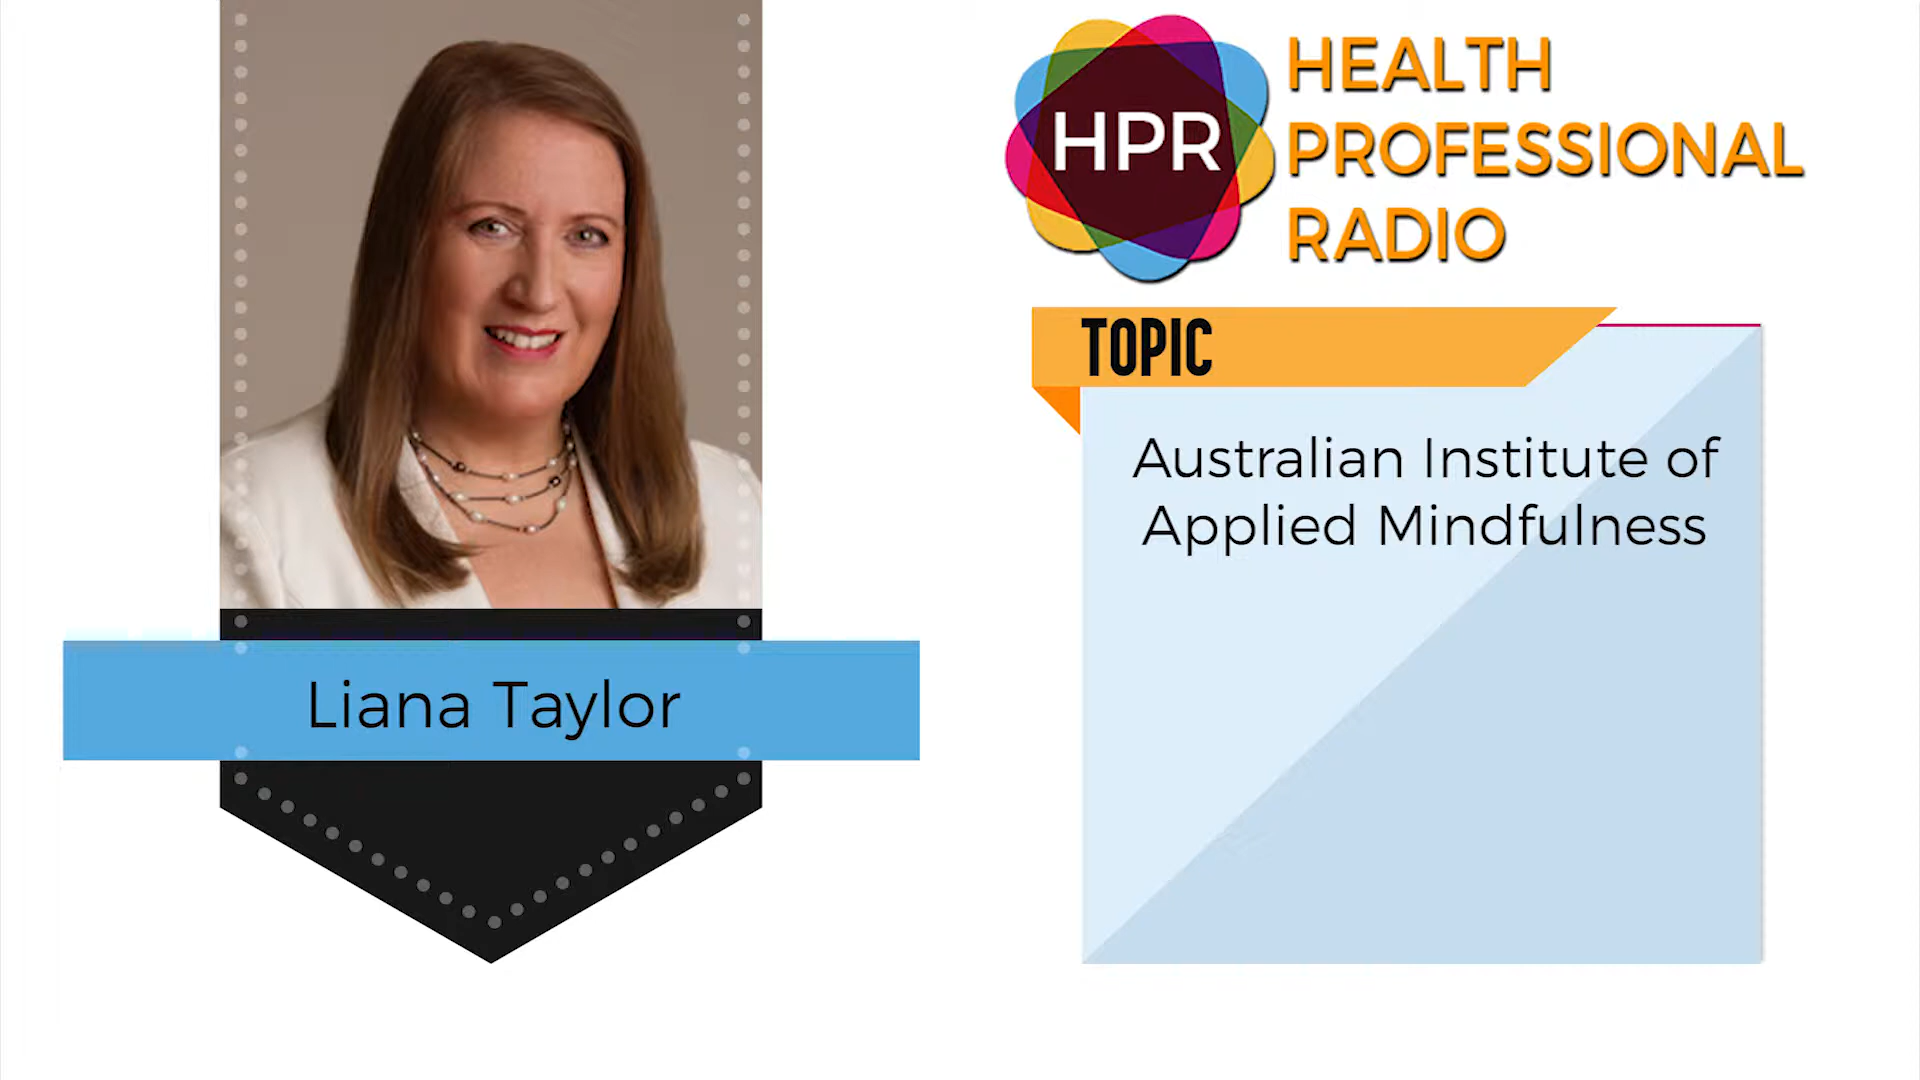 HPR
HEALTH
PROFESSIONAL
RADIO
TOPIC
Australian Institute of
Applied Mindfulness
Liana Taylor